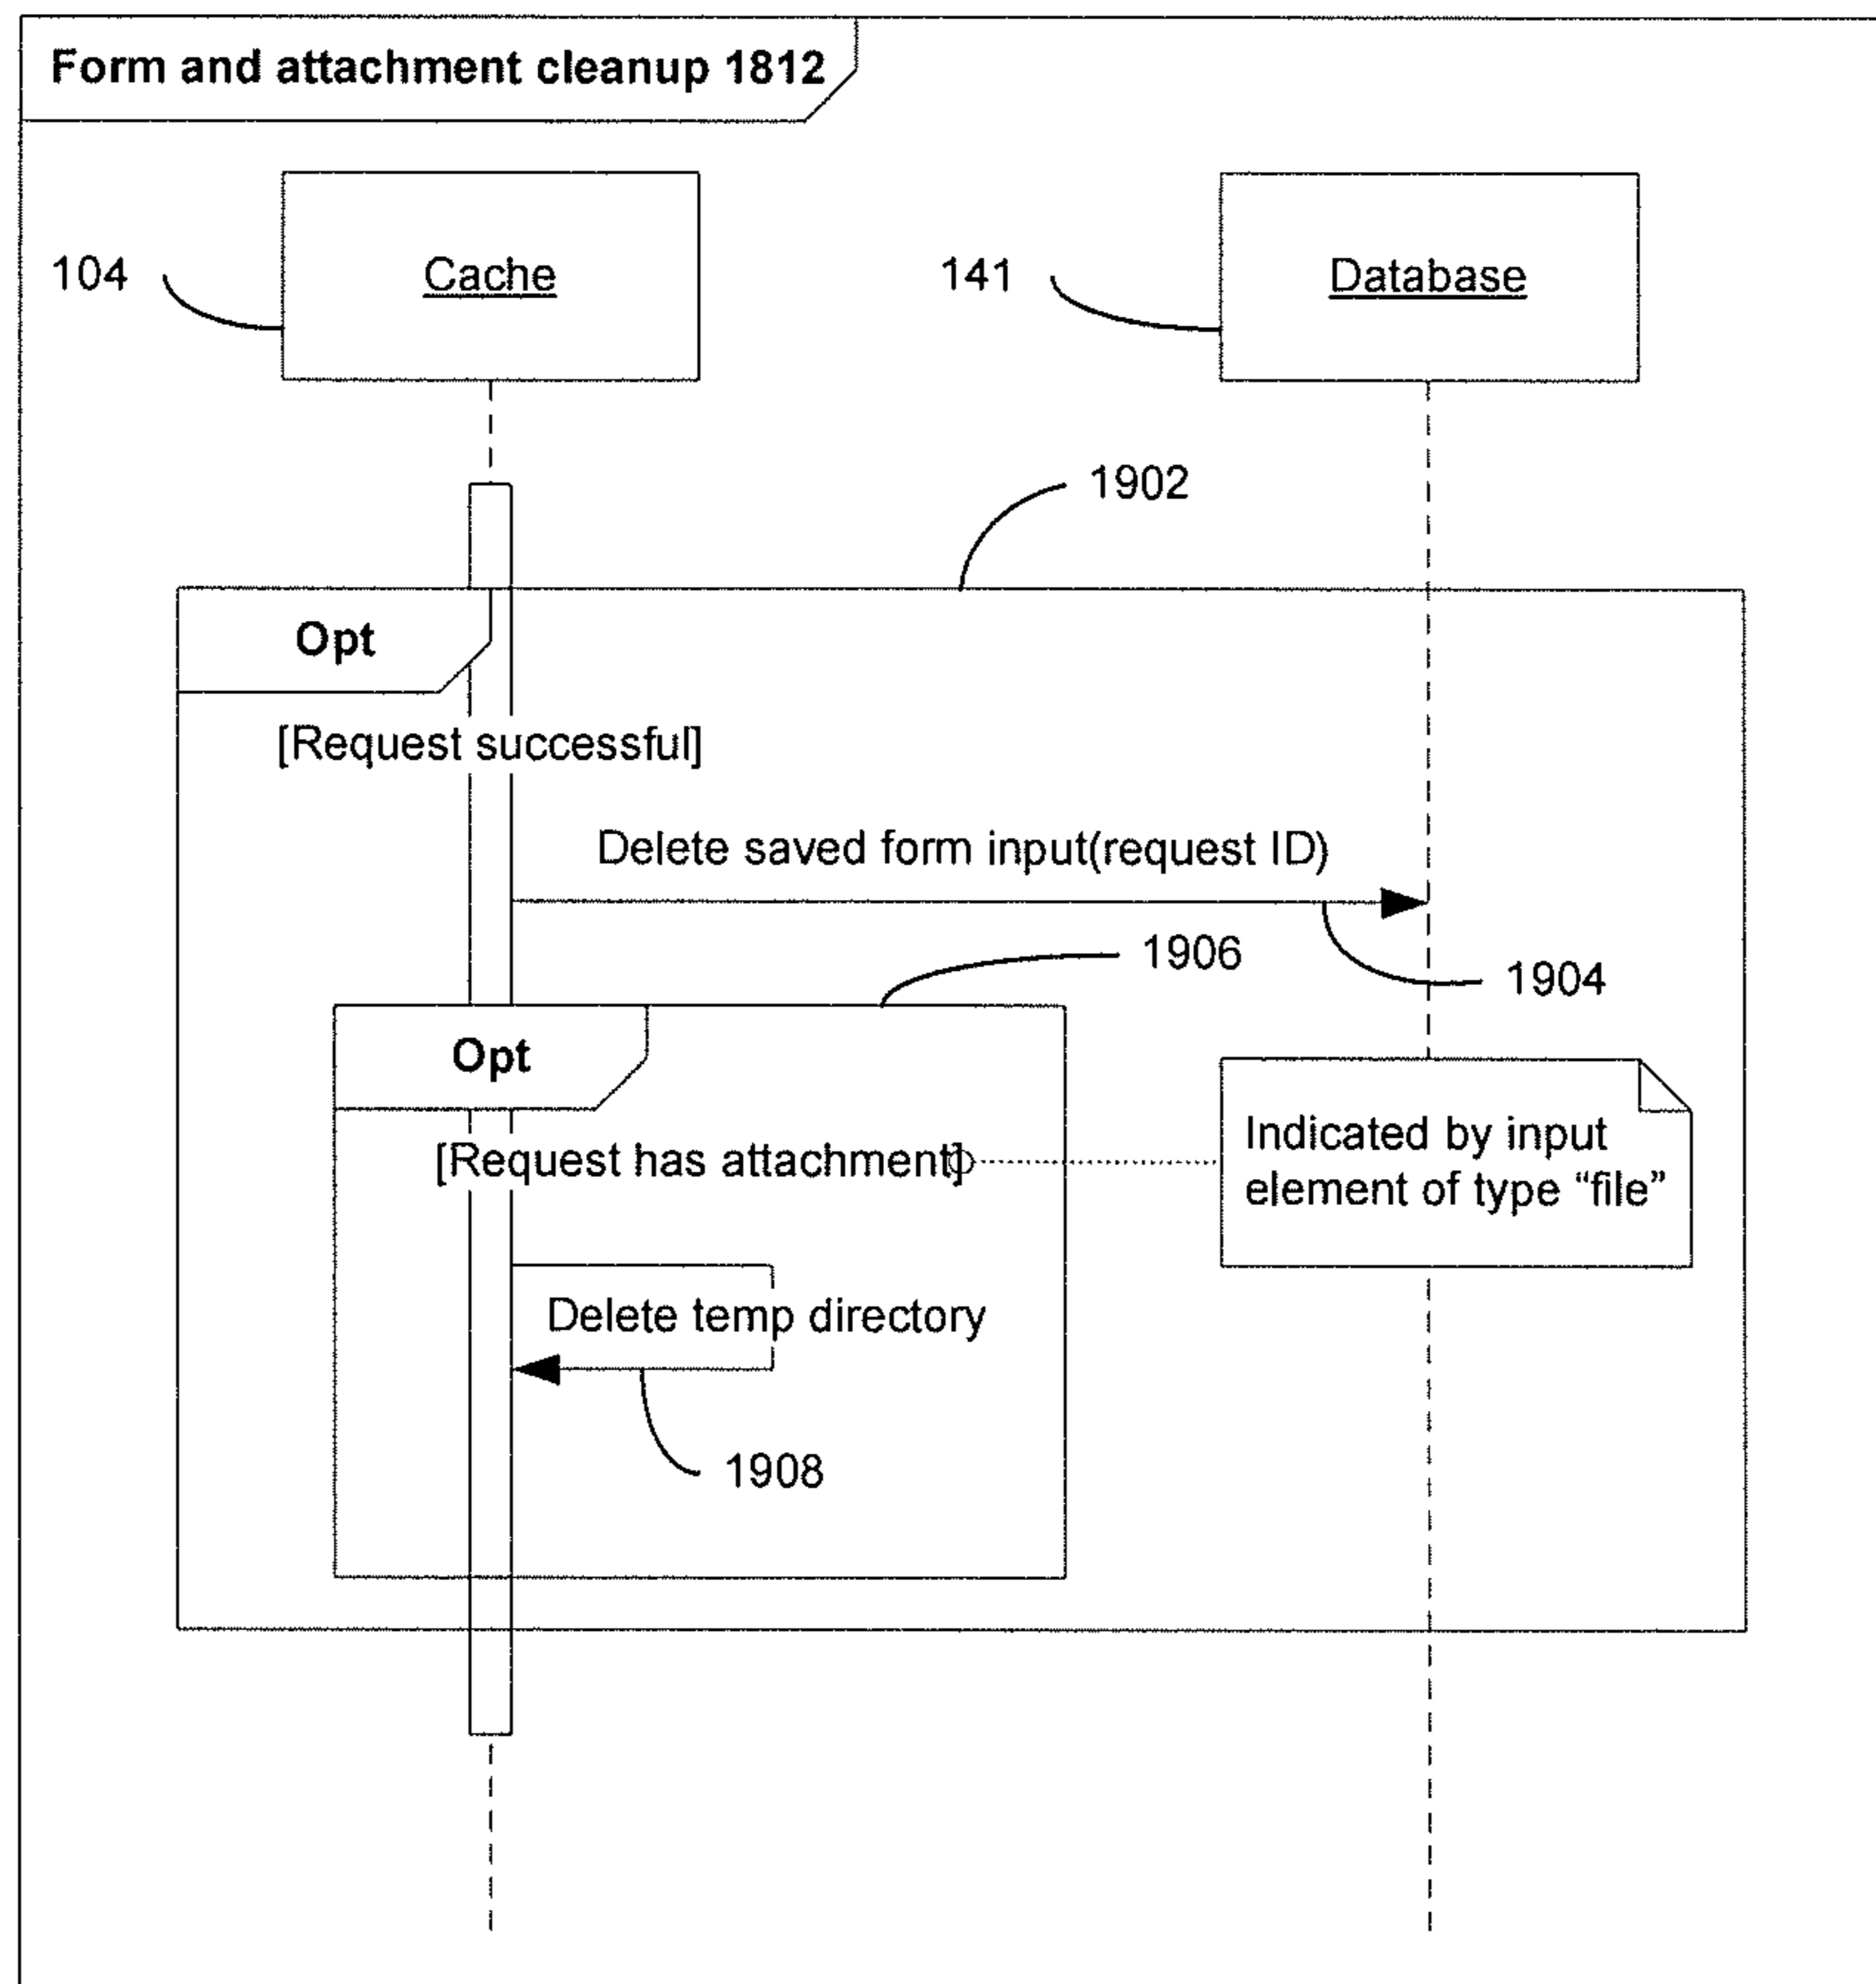 Form and attachment cleanup 1812
104
Cache
141
Database
1902
Opt
[Request successful]
Delete saved form input(request ID)
1906
1904
Opt
[Request has attachment]
Indicated by input
element of type “file”
Delete temp directory
1908